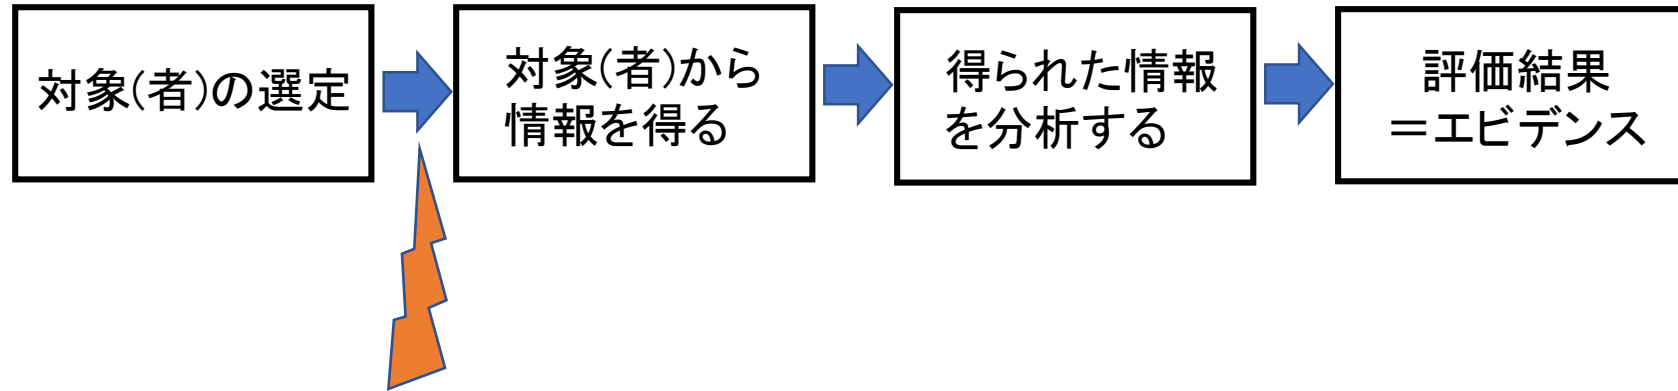 対象(者)の選定
対象(者)から
情報を得る
得られた情報
を分析する
評価結果
＝エビデンス